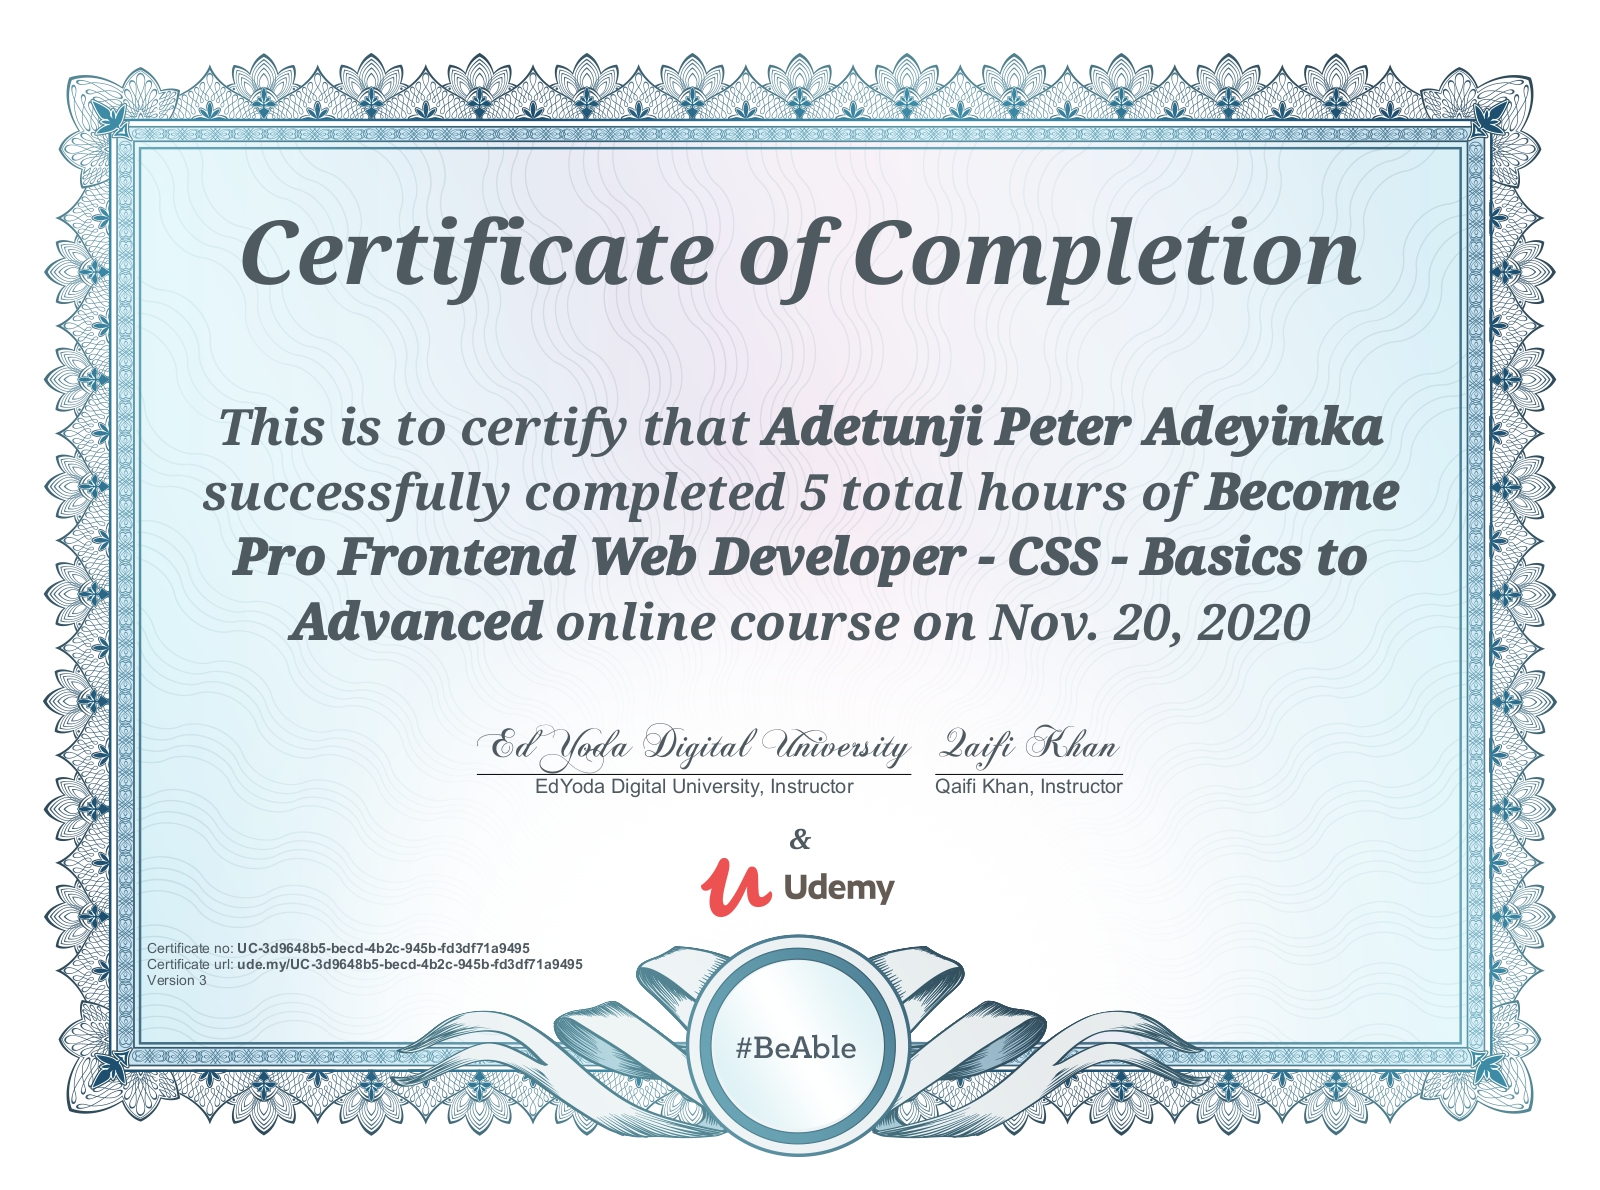 Certificate of Completion
This is to certify that Adetunji Peter Adeyinka
successfully completed 5 total hours of Become
Pro Frontend Web Developer - CSS - Basics to
Advanced online course on Nov. 20, 2020
Ed Yoda Digital University Qaifi Khan
EdYoda Digital University, Instructor Qaifi Khan, Instructor
&
Udemy
Certificate no: UC-3d9648b5-becd-4b2c-945b-fd3df71a9495
Certificate url: ude.my/UC-3d9648b5-becd-4b2c-945b-fd3df71a9495
Version 3
#BeAble